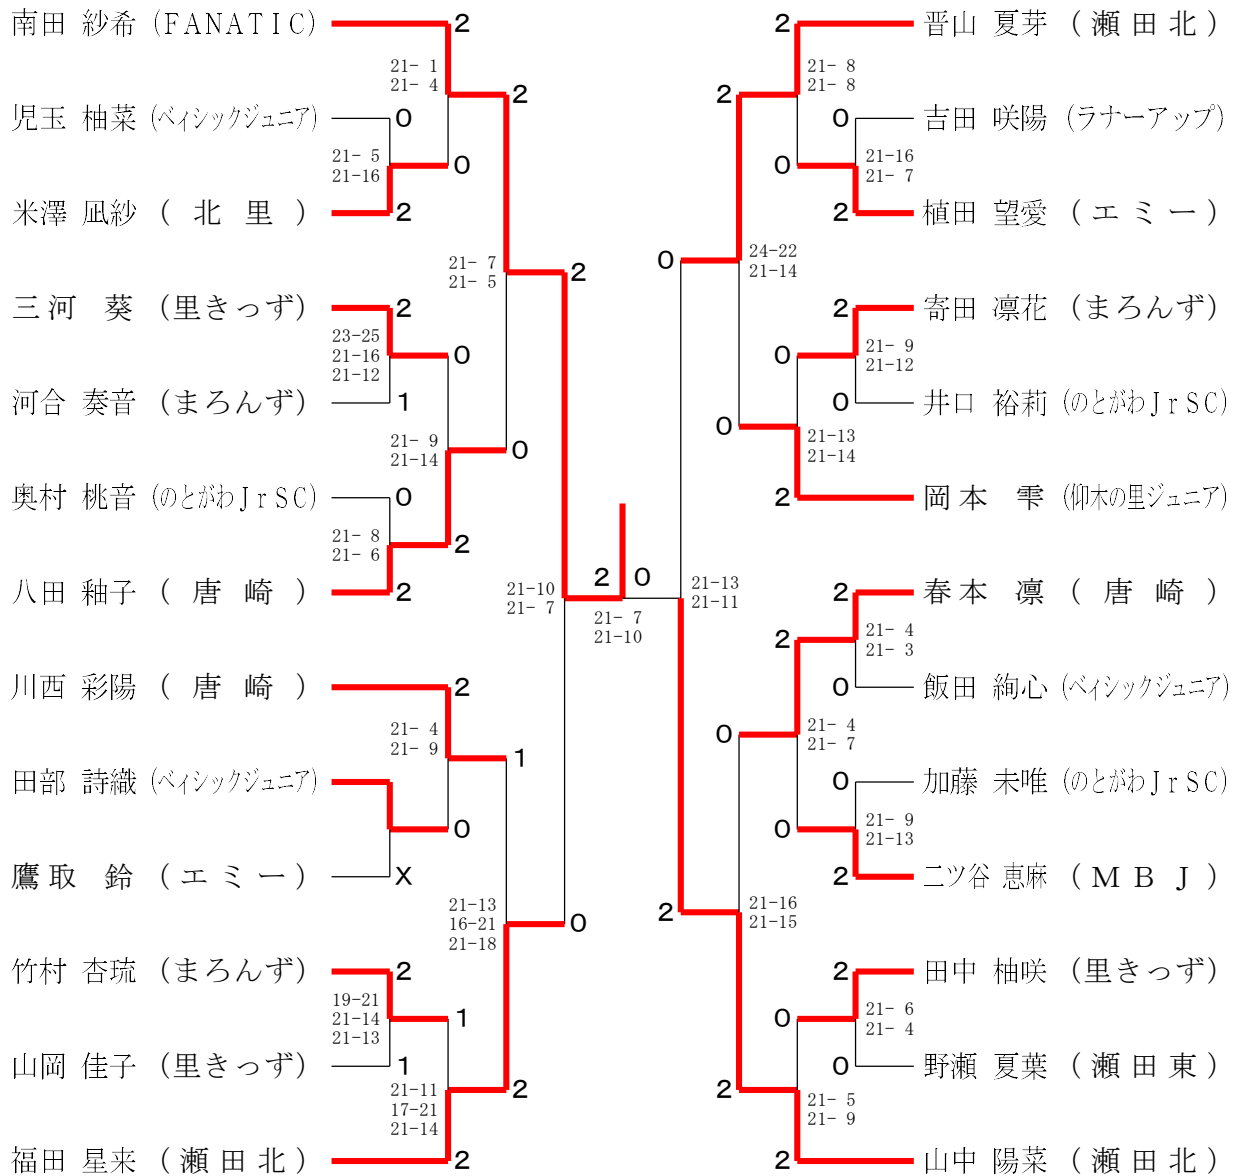 南田 紗希 (FANATIC) 2
21- 1
21- 4
2
児玉 柚菜 (ベィシックジュニア) 0
21- 5
21-16
0
米澤 凪紗 ( 北 里 ) 2
21- 7
21- 5
2
三河 葵 (里きっず) 2
23-25
21-16
21-12
0
河合 奏音 (まろんず) 1
21- 9
21-14
0
奥村 桃音 (のとがわJrSC) 0
21- 8
21- 6
2
八田 釉子 ( 唐 崎 ) 2
21-10
21- 7
川西 彩陽 ( 唐 崎 ) 2
21- 4
21- 9
1
田部 詩織 (ベィシックジュニア)
0
鷹取 鈴 (エミー) X
21-13
16-21
21-18
0
竹村 杏琉 (まろんず) 2
19-21
21-14
21-13
1
山岡 佳子 (里きっず) 1
21-11
17-21
21-14
2
福田 星来 (瀬田北) 2
2 0
21- 7
21-10
2 晋山 夏芽 (瀬田北)
21- 8
21- 8
2
0 吉田 咲陽 (ラナーアップ)
21-16
21- 7
0
2 植田 望愛 (エミー)
24-22
21-14
0
2 寄田 凛花 (まろんず)
21- 9
21-12
0
0 井口 裕莉 (のとがわJrSC)
21-13
21-14
0
2 岡本 雫 (仰木の里ジュニア)
21-13
21-11
2 春本 凛 ( 唐 崎 )
21- 4
21- 3
2
0 飯田 絢心 (ベィシックジュニア)
21- 4
21- 7
0
0 加藤 未唯 (のとがわJrSC)
21- 9
21-13
0
2 二ツ谷 恵麻 (MBJ)
21-16
21-15
2
2 田中 柚咲 (里きっず)
21- 6
21- 4
0
0 野瀬 夏葉 (瀬田東)
21- 5
21- 9
2
2 山中 陽菜 (瀬田北)